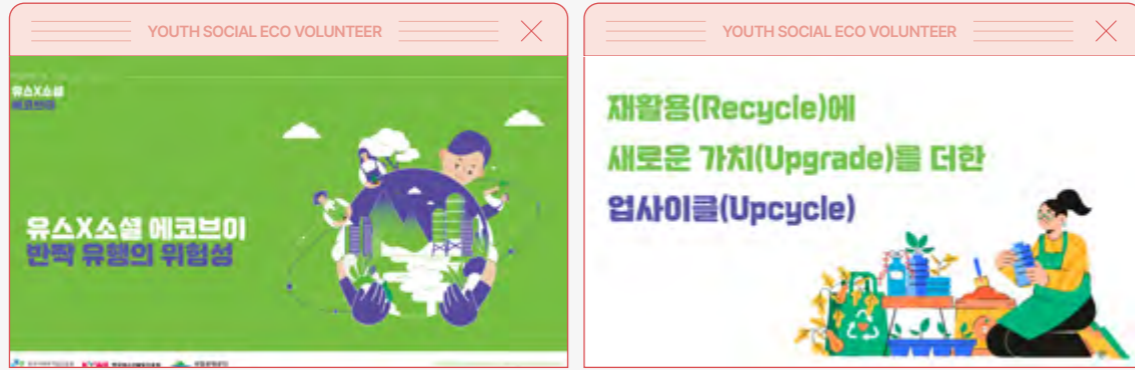 YOUTH SOCIAL ECO VOLUNTEER
유스X소셜
에코브이
유스X소셜 에코브이
반짝 유행의 위험성
YOUTH SOCIAL ECO VOLUNTEER
재활용(Recycle)에
새로운 가치(Upgrade)를 더한
업사이클(Upcycle)